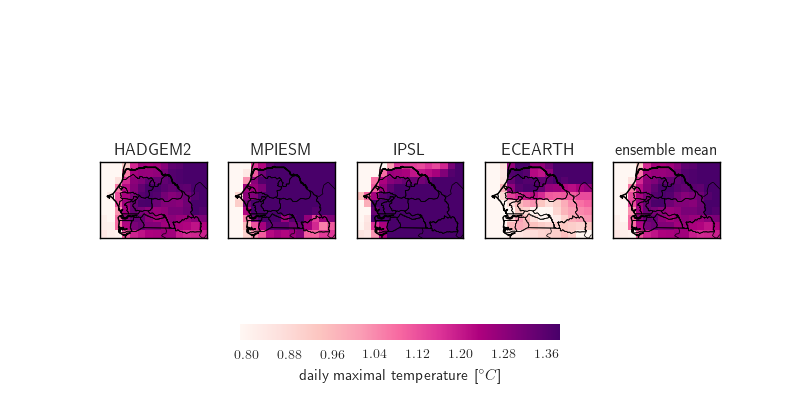 HADGEM2 MPIESM IPSL ECEARTH ensemble mean
0.80 0.88 0.96 1.04 1.12 1.20 1.28 1.36
daily maximal temperature [°C]